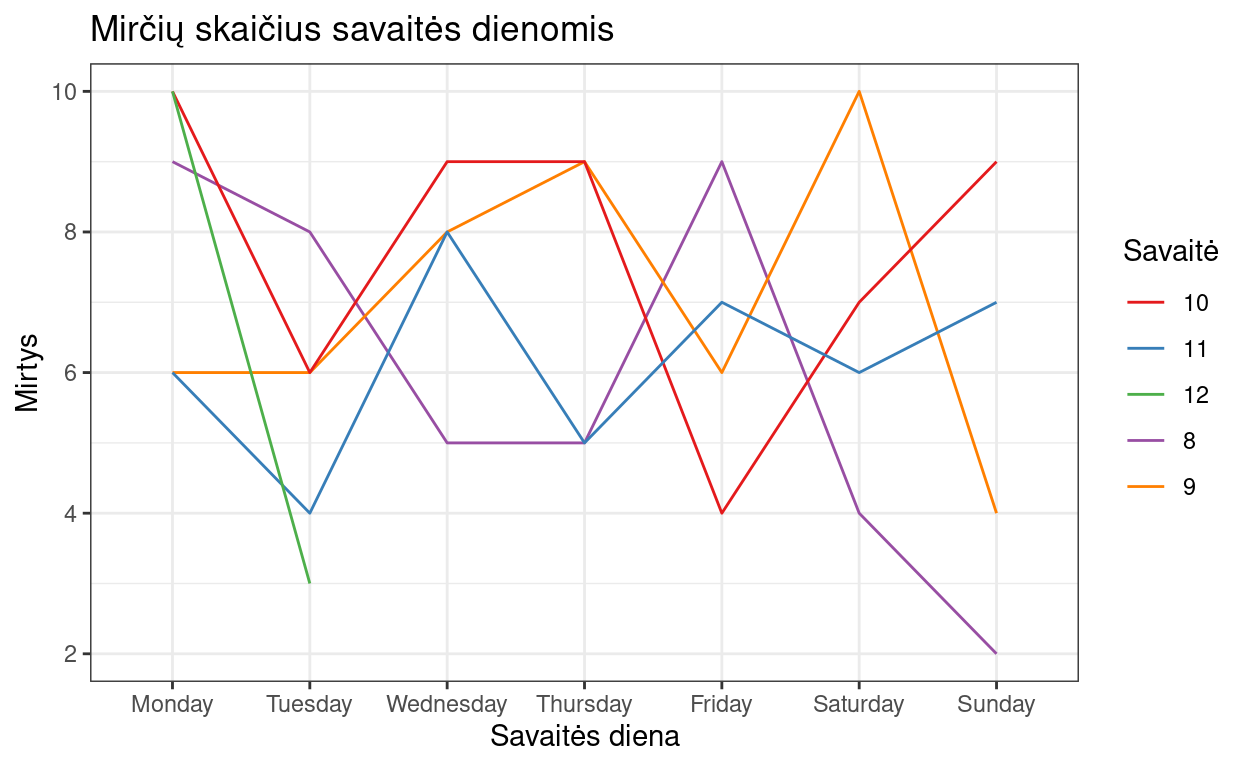 Mirčių skaičius savaitės dienomis
Mirtys
10
8
6
4
2
Monday Tuesday Wednesday Thursday Friday Saturday Sunday
Savaitės diena
Savaitė
10
11
12
8
9